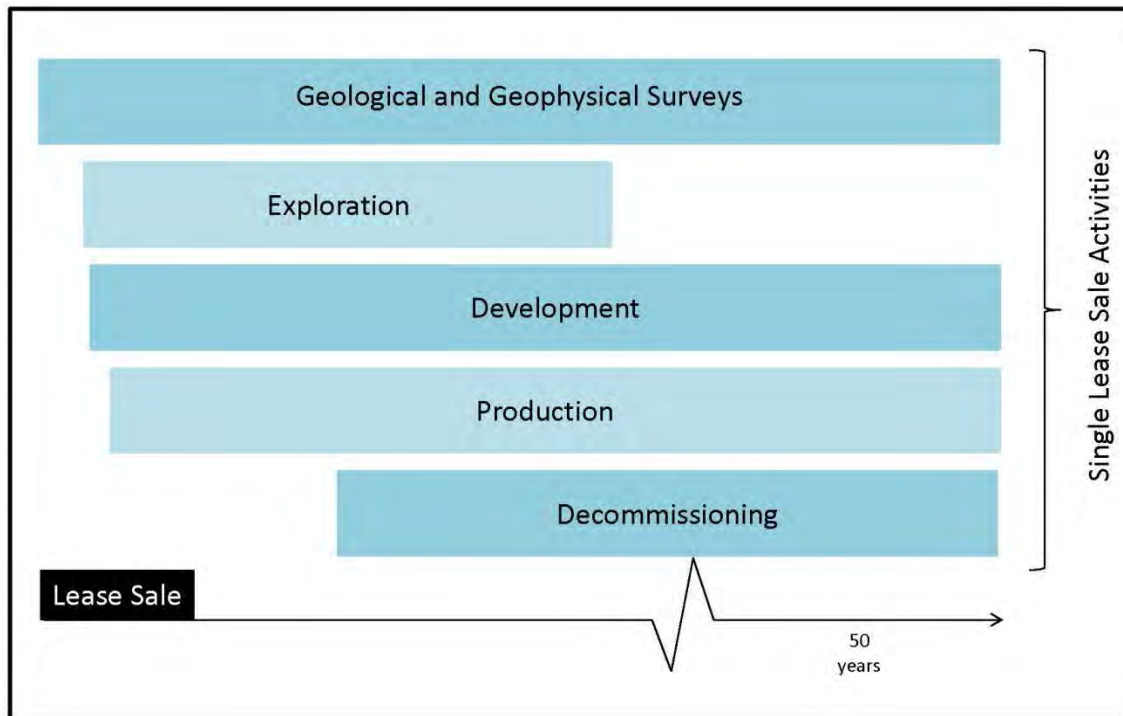 Geological and Geophysical Surveys
Exploration
Development
Production
Decommissioning
Single Lease Sale Activities
Lease Sale
50
years